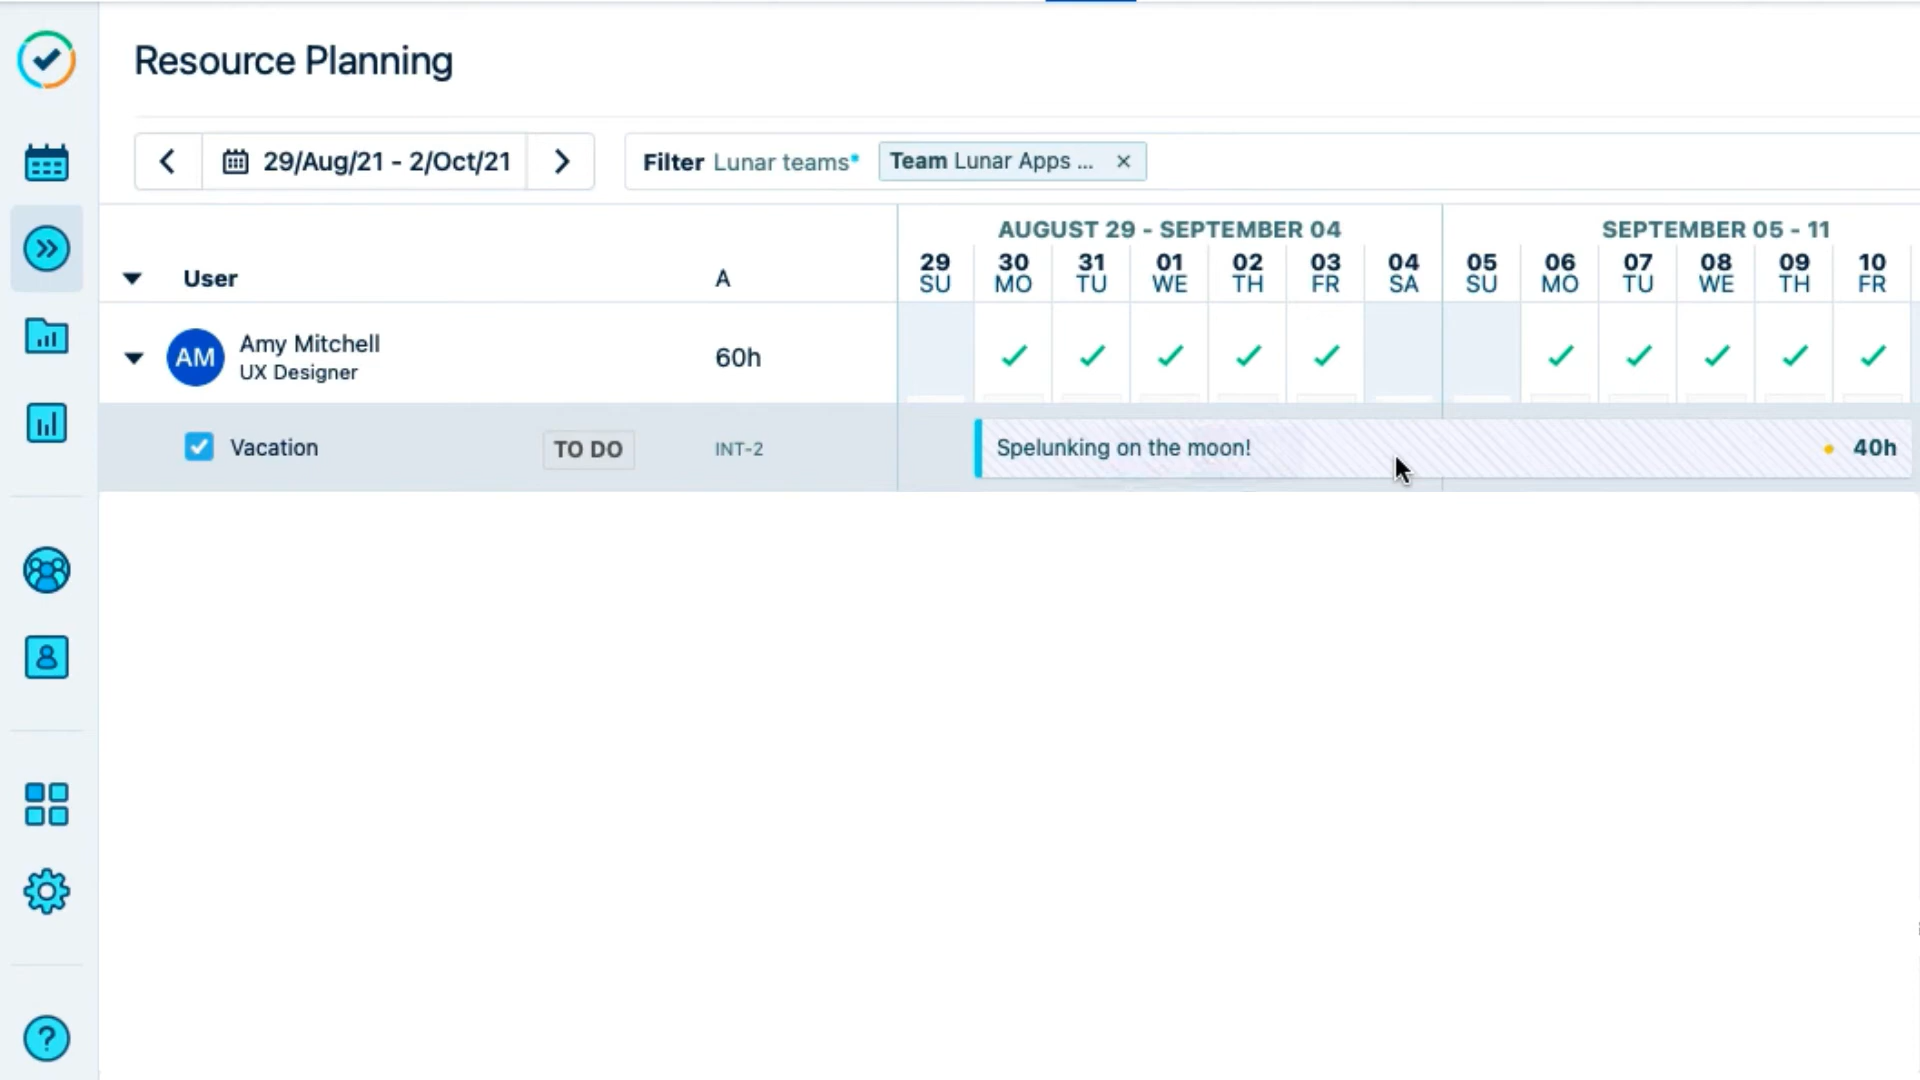 Resource Planning
29/Aug/21 - 2/Oct/21
Filter Lunar teams* Team Lunar Apps ... ×
AUGUST 29 - SEPTEMBER 04 SEPTEMBER 05 - 11
User A 29 30 31 01 02 03 04 05 06 07 08 09 10
SU MO TU WE TH FR SA SU MO TU WE TH FR
AM Amy Mitchell 60h
UX Designer
Vacation TO DO INT-2 Spelunking on the moon! 40h
?